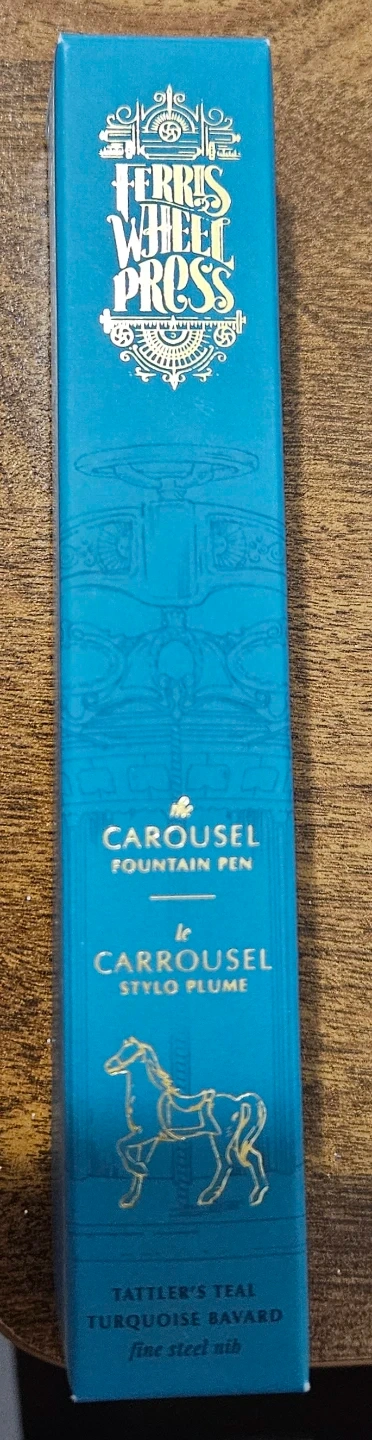 FERRIS
WHEEL
PRESS
the
CAROUSEL
FOUNTAIN PEN
le
CARROUSEL
STYLO PLUME
TATTLER'S TEAL
TURQUOISE BAVARD
fine steel nib